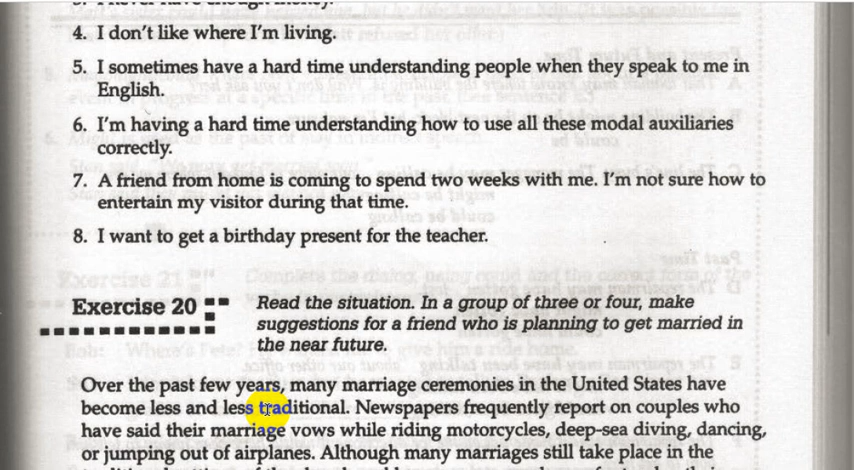 4. I don't like where I'm living.
5. I sometimes have a hard time understanding people when they speak to me in
English.
6. I'm having a hard time understanding how to use all these modal auxiliaries
correctly.
7. A friend from home is coming to spend two weeks with me. I'm not sure how to
entertain my visitor during that time.
8. I want to get a birthday present for the teacher.
Exercise 20
Read the situation. In a group of three or four, make
suggestions for a friend who is planning to get married in
the near future.
Over the past few years, many marriage ceremonies in the United States have
become less and less traditional. Newspapers frequently report on couples who
have said their marriage vows while riding motorcycles, deep-sea diving, dancing,
or jumping out of airplanes. Although many marriages still take place in the